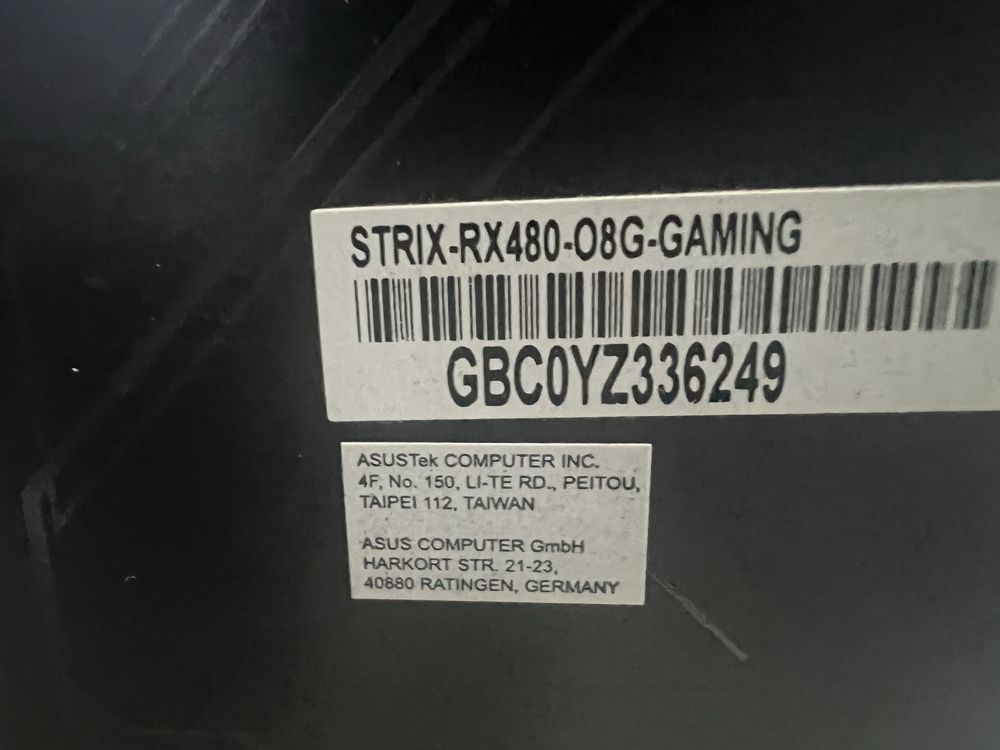 STRIX-RX480-O8G-GAMING
GBC0YZ336249
ASUSTek COMPUTER INC.
4F, No. 150, LI-TE RD., PEITOU,
TAIPEI 112, TAIWAN
ASUS COMPUTER GmbH
HARKORT STR. 21-23,
40880 RATINGEN, GERMANY